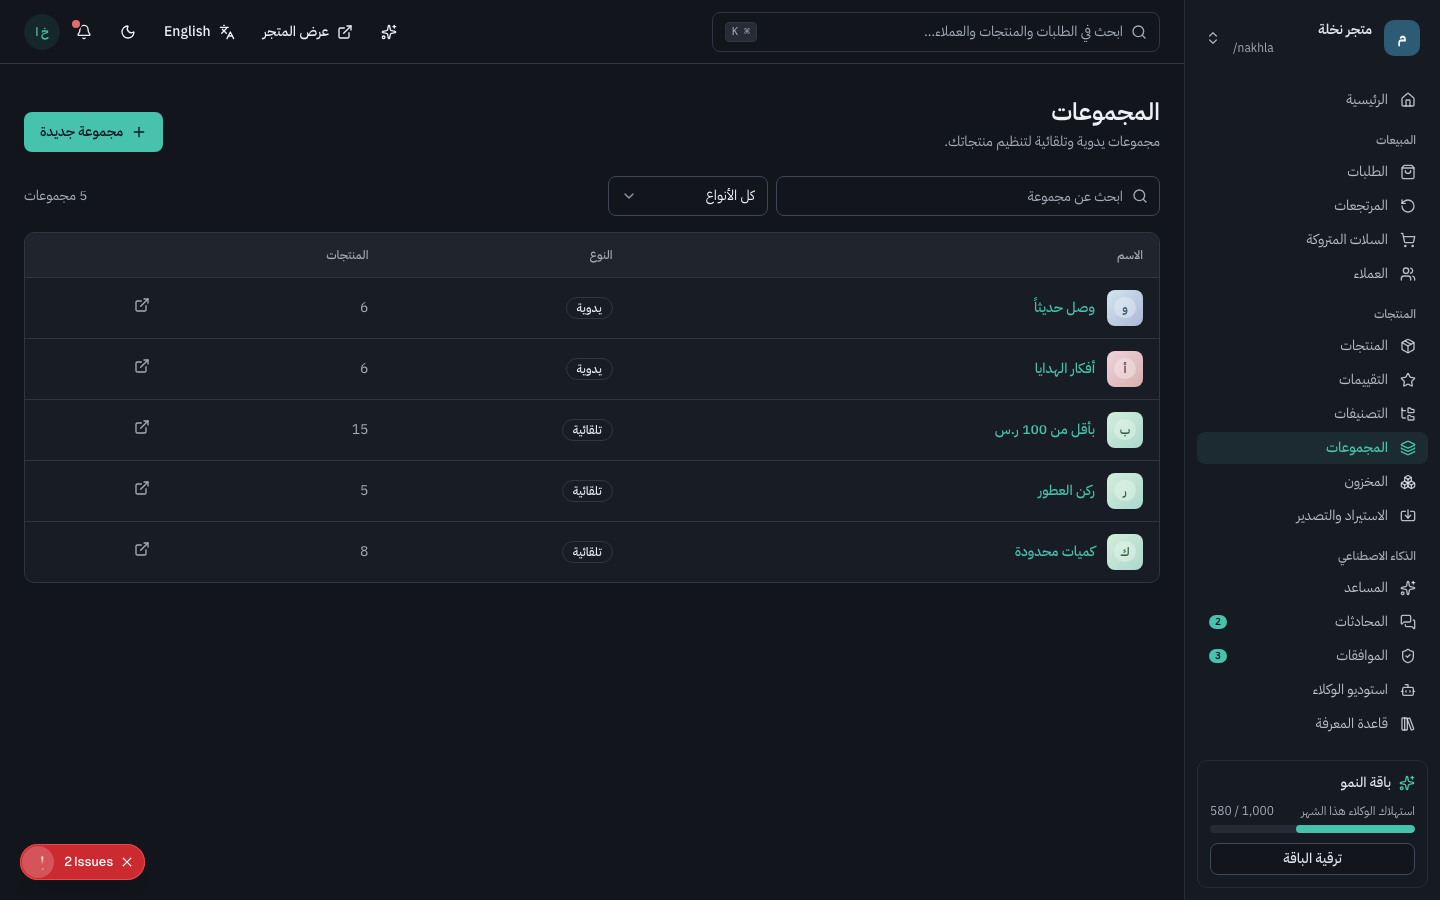 م
متجر نخلة
/nakhla
ابحث في الطلبات والمنتجات والعملاء...
⌘ K
عرض المتجر
English
خ ا
الرئيسية
المبيعات
الطلبات
المرتجعات
السلات المتروكة
العملاء
المنتجات
المنتجات
التقييمات
التصنيفات
المجموعات
المخزون
الاستيراد والتصدير
الذكاء الاصطناعي
المساعد
المحادثات 2
الموافقات 3
استوديو الوكلاء
قاعدة المعرفة
باقة النمو
استهلاك الوكلاء هذا الشهر 580 / 1,000
ترقية الباقة
المجموعات
مجموعات يدوية وتلقائية لتنظيم منتجاتك.
مجموعة جديدة
ابحث عن مجموعة
كل الأنواع
5 مجموعات
الاسم النوع المنتجات
و وصل حديثاً يدوية 6
أ أفكار الهدايا يدوية 6
ب بأقل من 100 ر.س تلقائية 15
ر ركن العطور تلقائية 5
ك كميات محدودة تلقائية 8
2 Issues